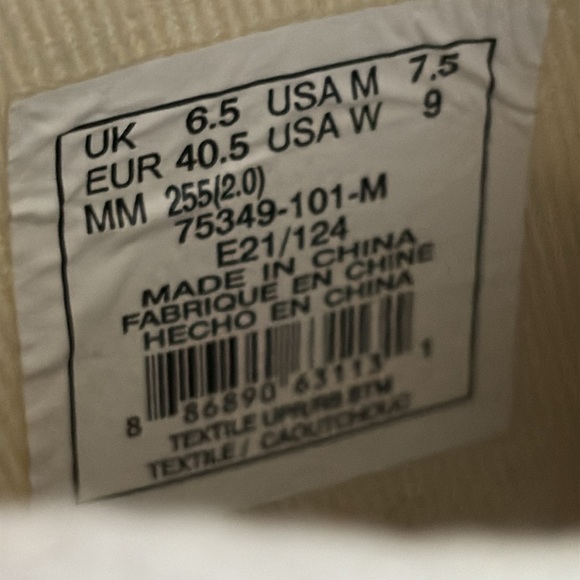 UK 6.5 USA M 7.5
EUR 40.5 USA W 9
MM 255(2.0)
75349-101-M
E21/124
MADE IN CHINA
FABRIQUE EN CHINE
HECHO EN CHINA
8 86890 63113 1
TEXTILE UPR/RB BTM
TEXTILE / CAOUTCHOUC